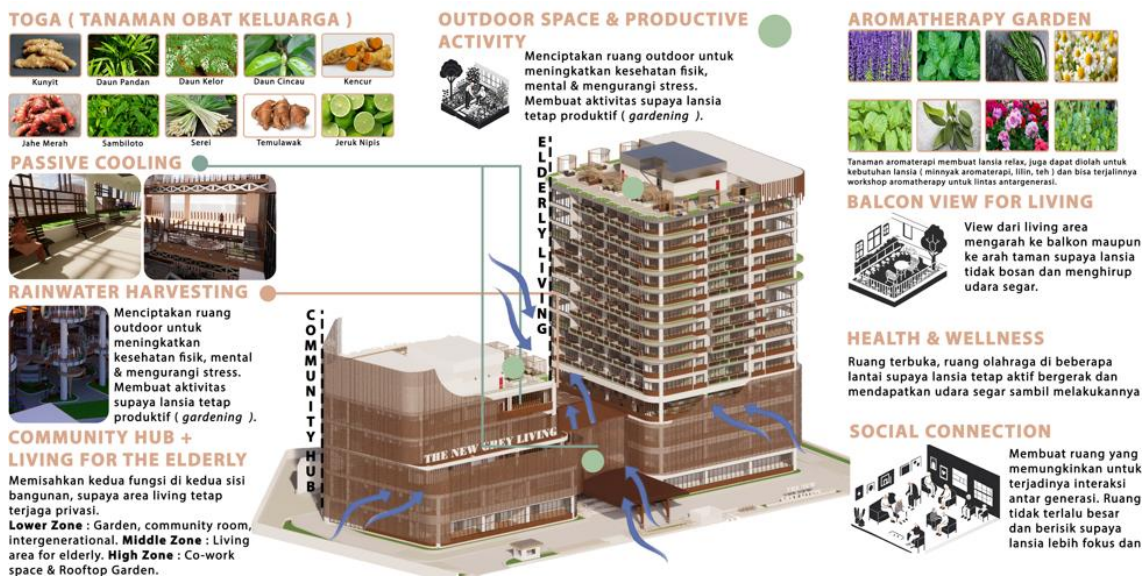 TOGA ( TANAMAN OBAT KELUARGA )
Kunyit
Daun Pandan
Daun Kelor
Daun Cincau
Kencur
Jahe Merah
Sambiloto
Serei
Temulawak
Jeruk Nipis
PASSIVE COOLING
RAINWATER HARVESTING
Menciptakan ruang
outdoor untuk
meningkatkan
kesehatan fisik, mental
& mengurangi stress.
Membuat aktivitas
supaya lansia tetap
produktif ( gardening ).
COMMUNITY HUB +
LIVING FOR THE ELDERLY
Memisahkan kedua fungsi di kedua sisi
bangunan, supaya area living tetap
terjaga privasi.
Lower Zone : Garden, community room,
intergenerational. Middle Zone : Living
area for elderly. High Zone : Co-work
space & Rooftop Garden.
OUTDOOR SPACE & PRODUCTIVE
ACTIVITY
Menciptakan ruang outdoor untuk
meningkatkan kesehatan fisik,
mental & mengurangi stress.
Membuat aktivitas supaya lansia
tetap produktif ( gardening ).
ELDERLY LIVING
COMMUNITY HUB
THE NEW GREY LIVING
AROMATHERAPY GARDEN
Tanaman aromaterapi membuat lansia relax, juga dapat diolah untuk
kebutuhan lansia ( minnyak aromaterapi, lilin, teh ) dan bisa terjalinnya
workshop aromatherapy untuk lintas antargenerasi.
BALCON VIEW FOR LIVING
View dari living area
mengarah ke balkon maupun
ke arah taman supaya lansia
tidak bosan dan menghirup
udara segar.
HEALTH & WELLNESS
Ruang terbuka, ruang olahraga di beberapa
lantai supaya lansia tetap aktif bergerak dan
mendapatkan udara segar sambil melakukannya
SOCIAL CONNECTION
Membuat ruang yang
memungkinkan untuk
terjadinya interaksi
antar generasi. Ruang
tidak terlalu besar
dan berisik supaya
lansia lebih fokus dan